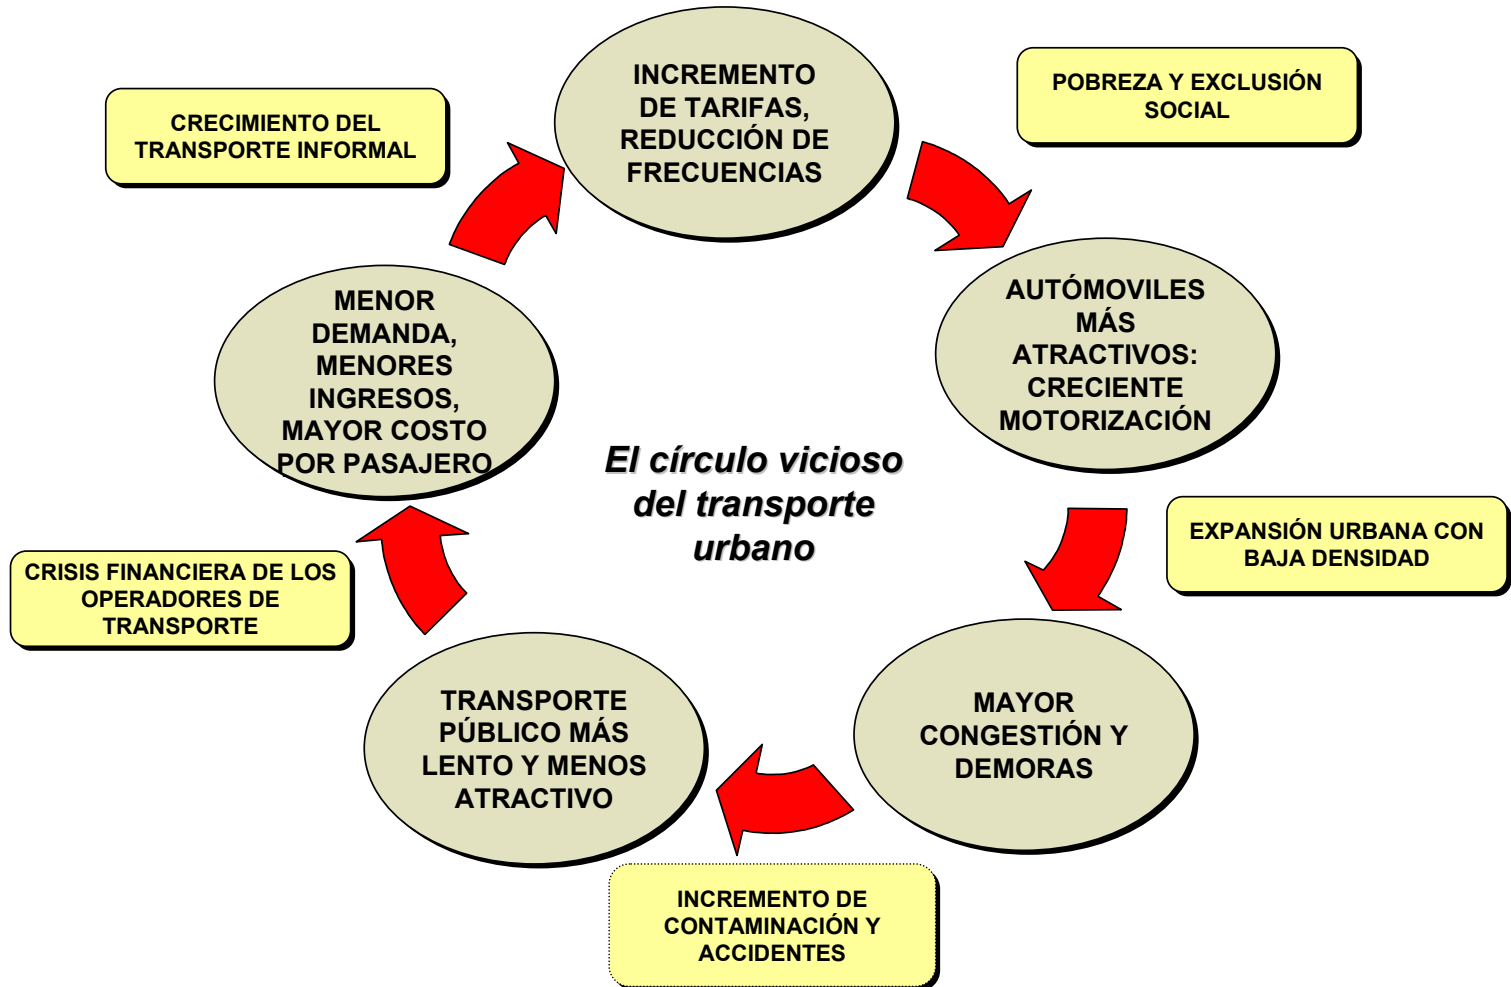 INCREMENTO
DE TARIFAS,
REDUCCIÓN DE
FRECUENCIAS
POBREZA Y EXCLUSIÓN
SOCIAL
CRECIMIENTO DEL
TRANSPORTE INFORMAL
AUTÓMOVILES
MÁS
ATRACTIVOS:
CRECIENTE
MOTORIZACIÓN
MENOR
DEMANDA,
MENORES
INGRESOS,
MAYOR COSTO
POR PASAJERO
El círculo vicioso
del transporte
urbano
EXPANSIÓN URBANA CON
BAJA DENSIDAD
CRISIS FINANCIERA DE LOS
OPERADORES DE
TRANSPORTE
MAYOR
CONGESTIÓN Y
DEMORAS
TRANSPORTE
PÚBLICO MÁS
LENTO Y MENOS
ATRACTIVO
INCREMENTO DE
CONTAMINACIÓN Y
ACCIDENTES